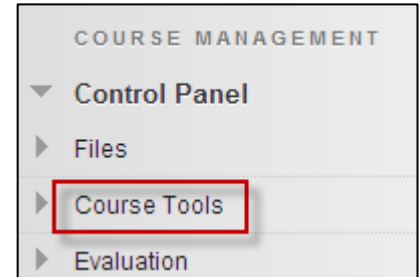 COURSE MANAGEMENT
Control Panel
Files
Course Tools
Evaluation